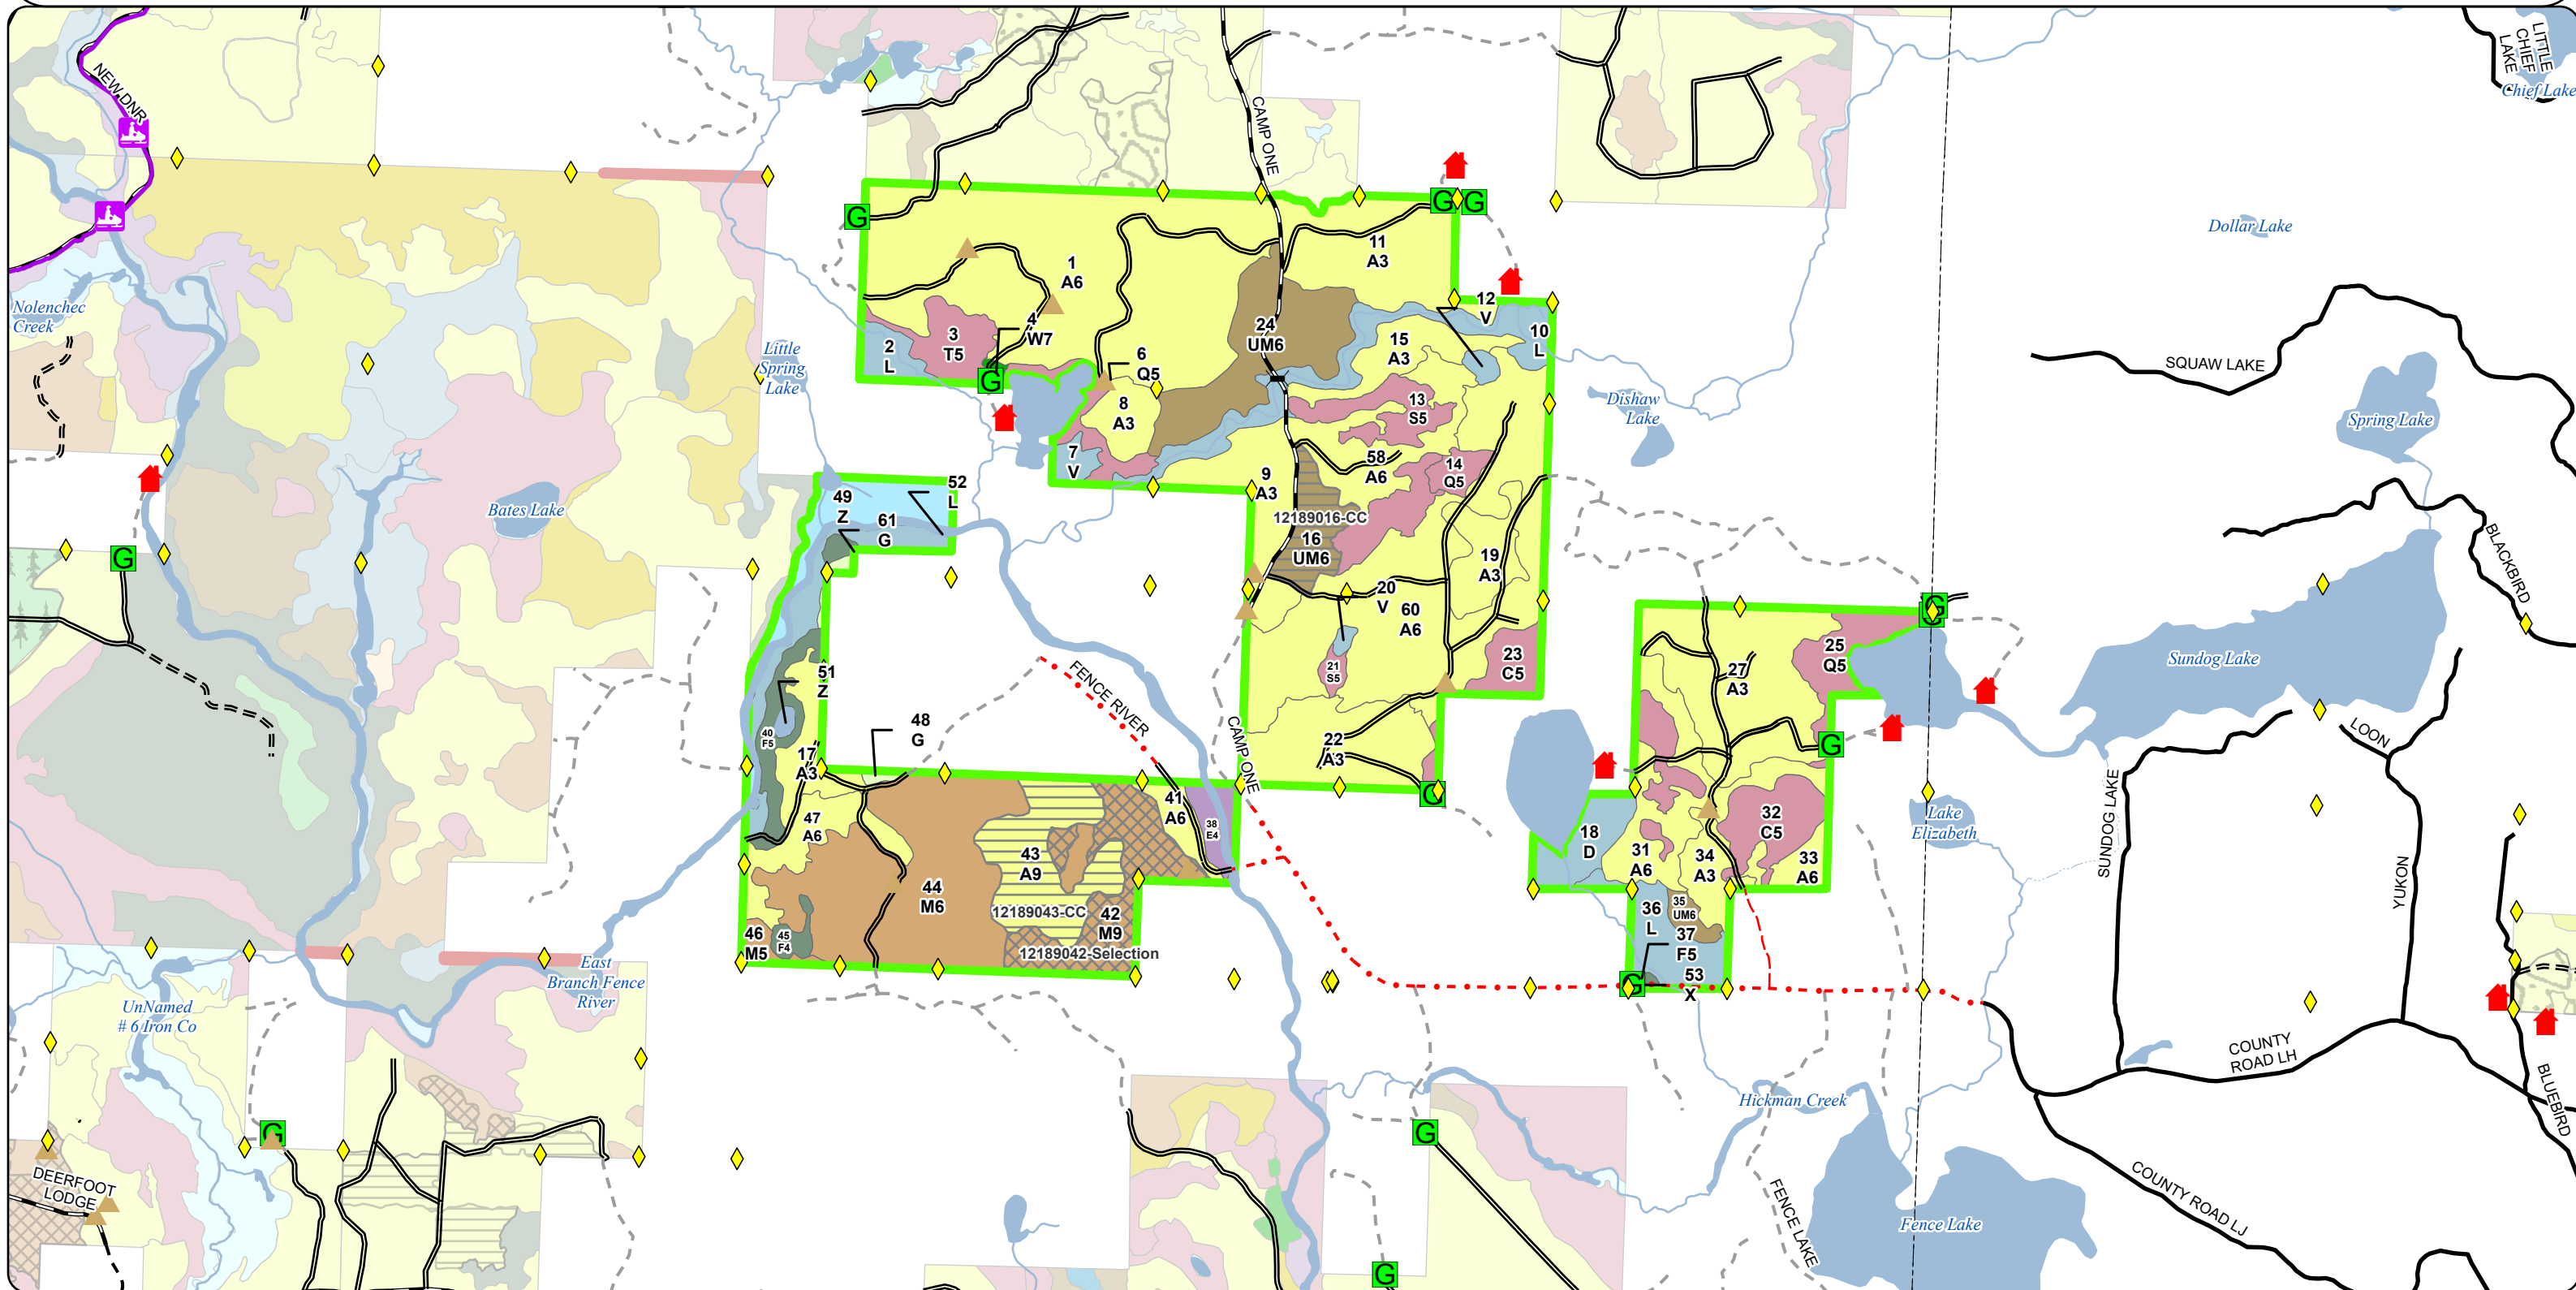 NEW DNR
Nolenchec
Creek
Little
Spring
Lake
Bates Lake
CAMP ONE
LITTLE
CHIEF
LAKE
Chief Lake
Dollar Lake
SQUAW LAKE
Spring Lake
Dishaw
Lake
Sundog Lake
BLACKBIRD
LOON
YUKON
SUNDOG LAKE
Lake
Elizabeth
COUNTY
ROAD LH
BLUEBIRD
COUNTY ROAD LJ
Hickman Creek
FENCE LAKE
Fence Lake
FENCE RIVER
CAMP ONE
East
Branch Fence
River
UnNamed
# 6 Iron Co
DEERFOOT
LODGE
1
A6
2
L
3
T5
4
W7
6
Q5
7
V
8
A3
9
A3
10
L
11
A3
12
V
13
S5
14
Q5
15
A3
12189016-CC
16
UM6
17
A3
18
D
19
A3
20
V
21
S5
22
A3
23
C5
24
UM6
25
Q5
27
A3
31
A6
32
C5
33
A6
34
A3
35
UM6
36
L
37
F5
38
E4
40
F5
41
A6
42
M9
12189042-Selection
43
A9
12189043-CC
44
M6
45
F4
46
M5
47
A6
48
G
49
Z
51
Z
52
L
53
X
58
A6
60
A6
61
G
G
G
G
G
G
G
G
G
G
G
G
G
G